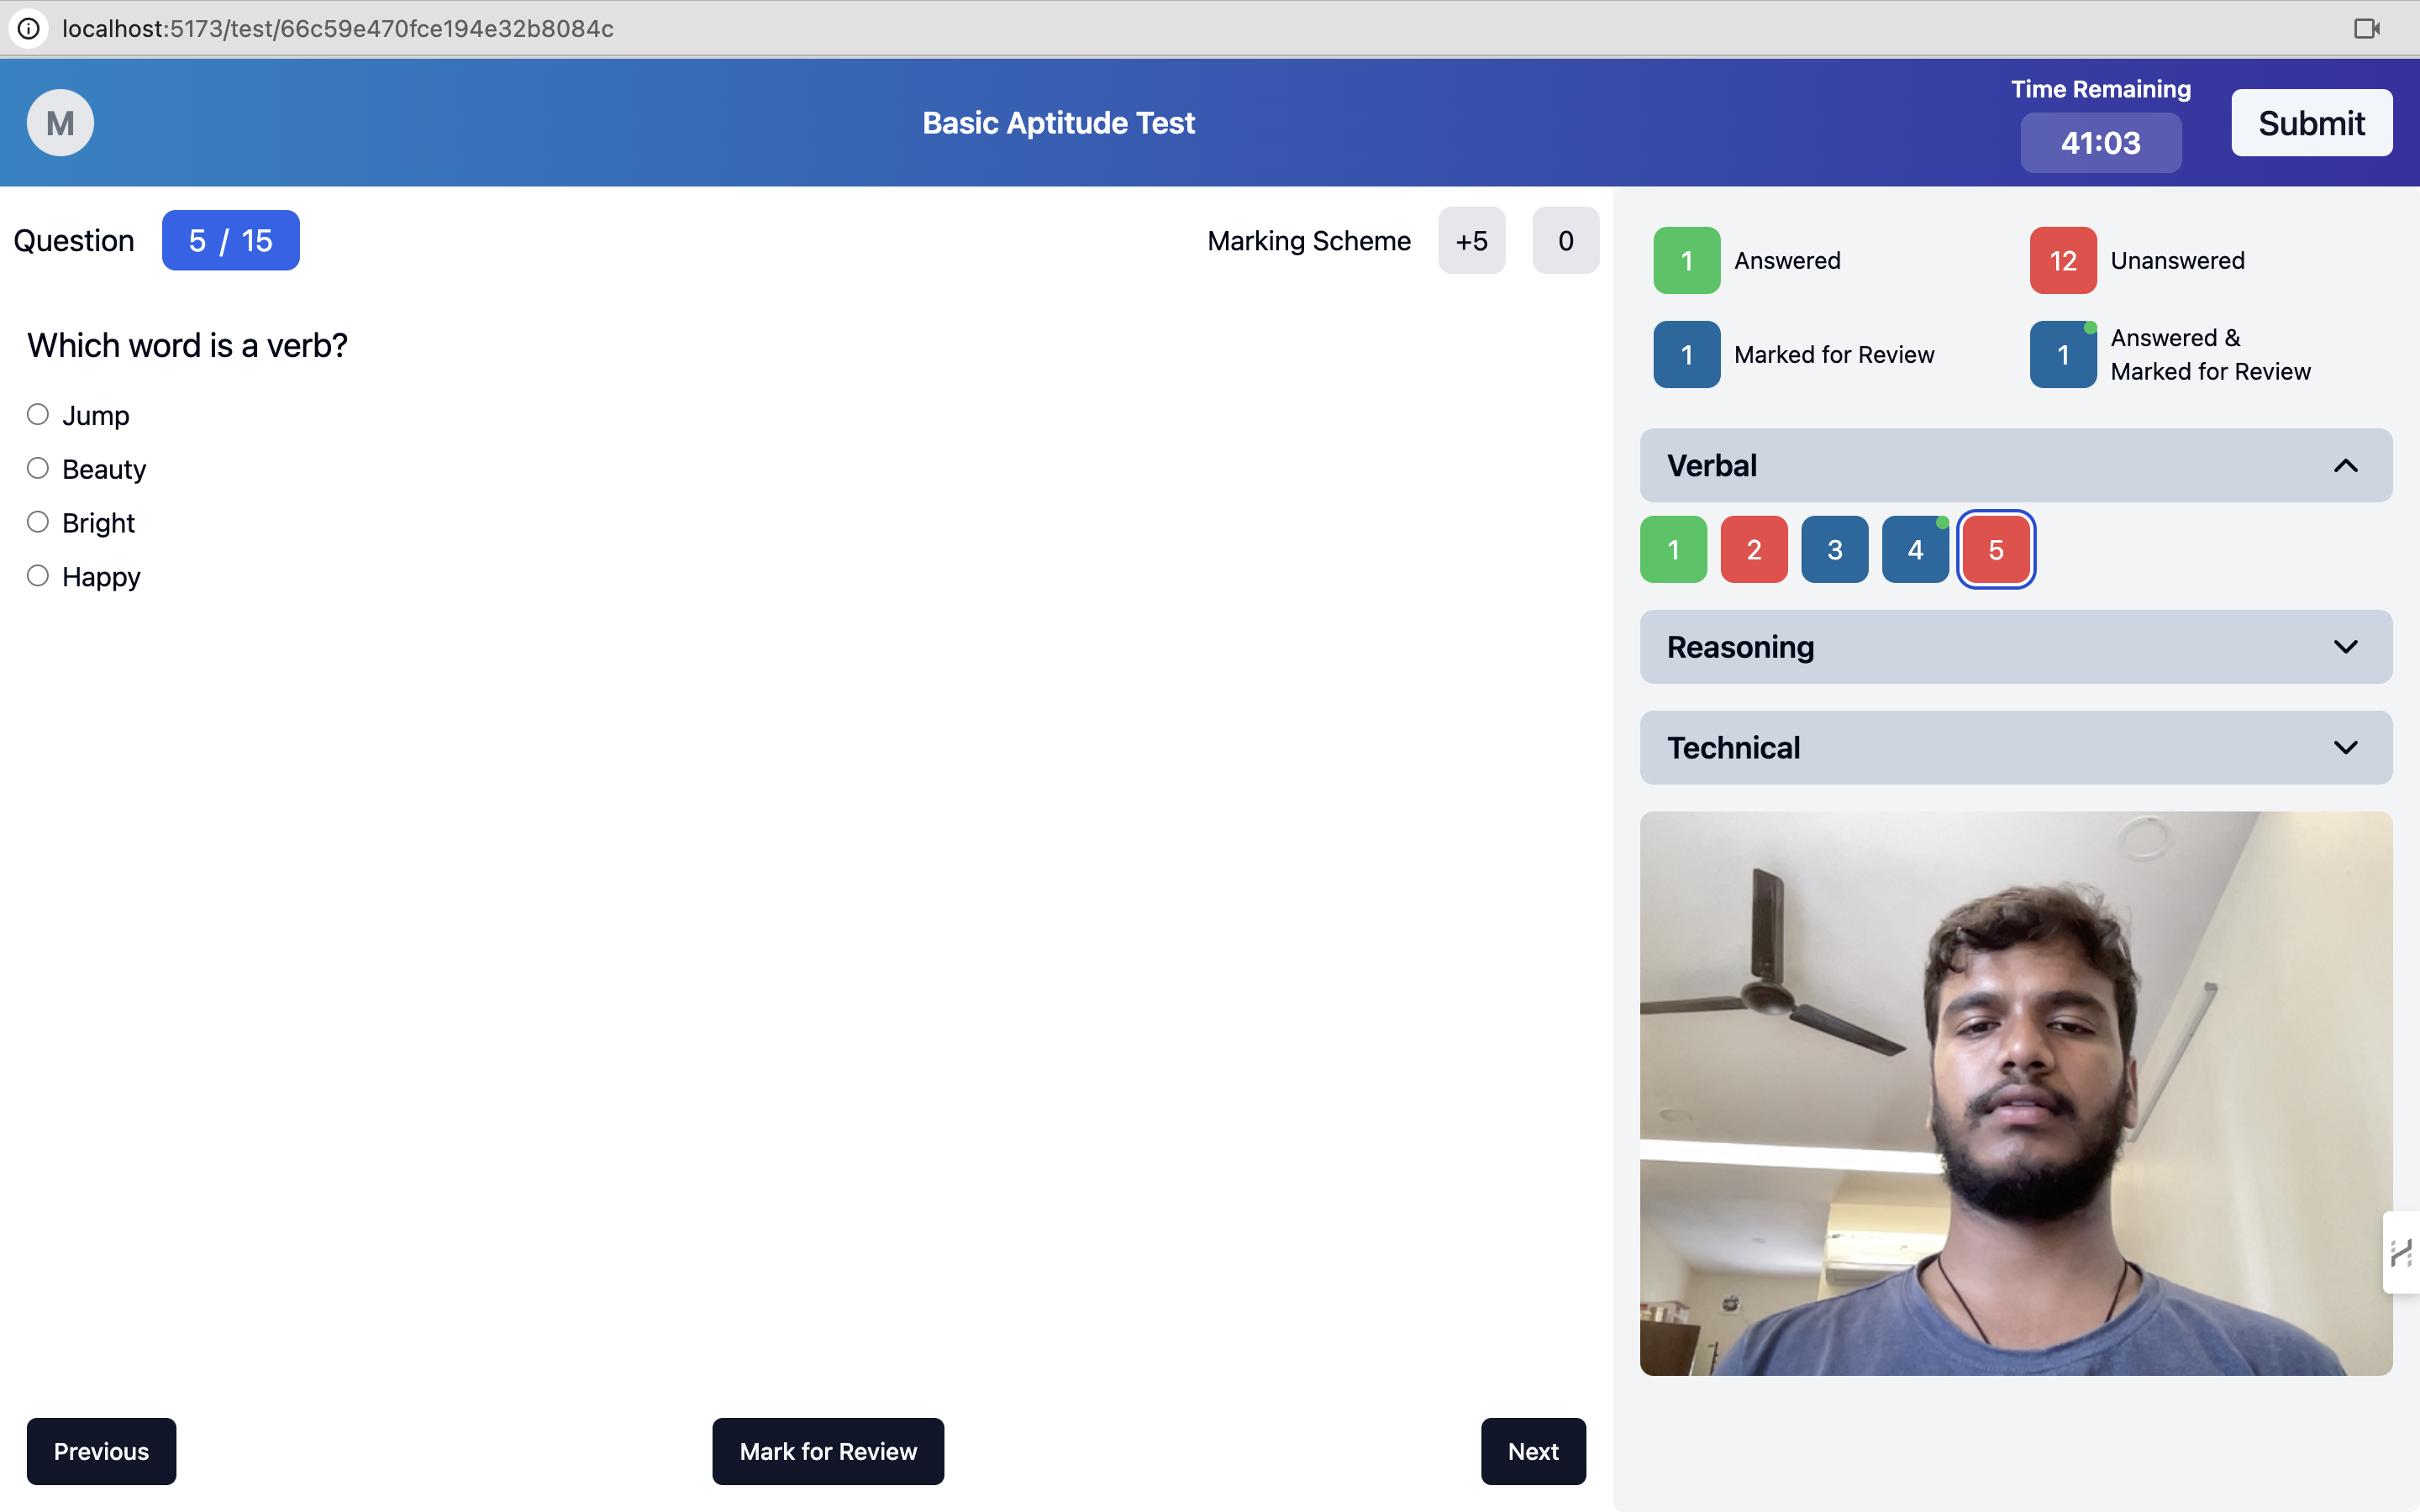 localhost:5173/test/66c59e470fce194e32b8084c
M
Basic Aptitude Test
Time Remaining
41:03
Submit
Question 5 / 15
Marking Scheme +5 0
Which word is a verb?
Jump
Beauty
Bright
Happy
Previous
Mark for Review
Next
1 Answered
12 Unanswered
1 Marked for Review
1 Answered &
Marked for Review
Verbal
1 2 3 4 5
Reasoning
Technical